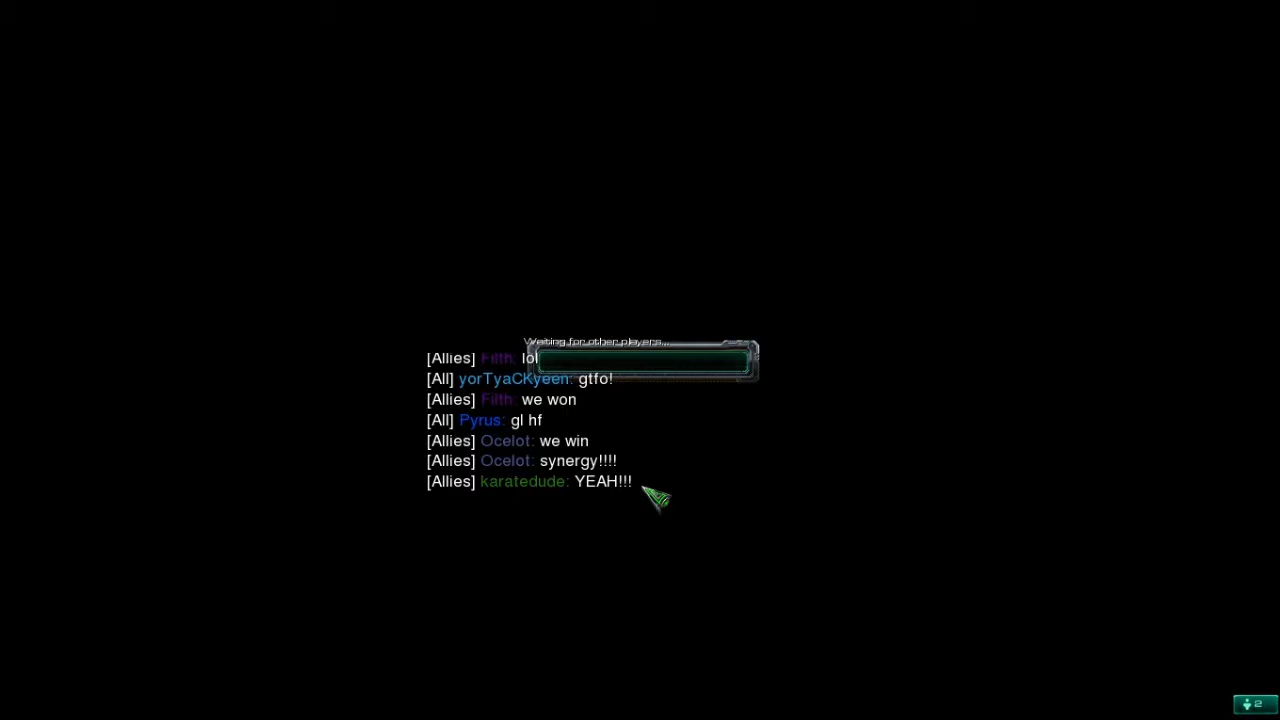 Waiting for other players...
[Allies] Filth: lol
[All] yorTyaCKyeen: gtfo!
[Allies] Filth: we won
[All] Pyrus: gl hf
[Allies] Ocelot: we win
[Allies] Ocelot: synergy!!!!
[Allies] karatedude: YEAH!!!
2